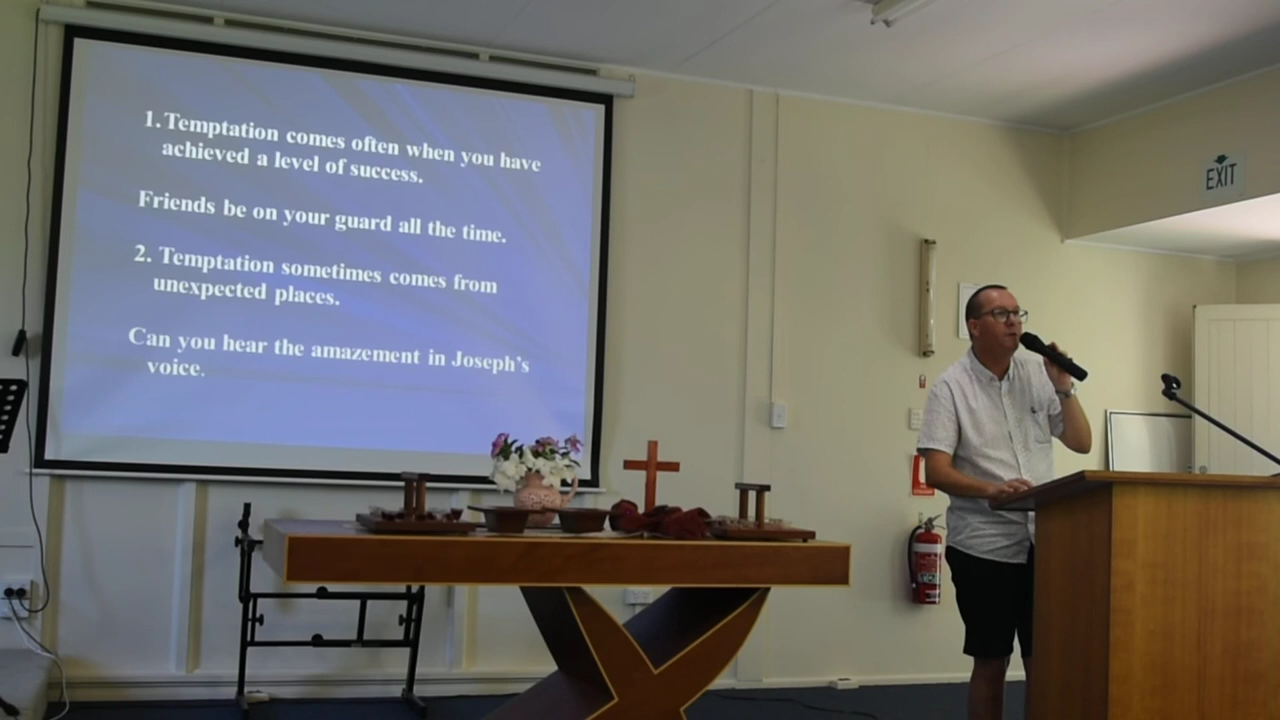 1. Temptation comes often when you have
achieved a level of success.
Friends be on your guard all the time.
2. Temptation sometimes comes from
unexpected places.
Can you hear the amazement in Joseph's
voice.
EXIT